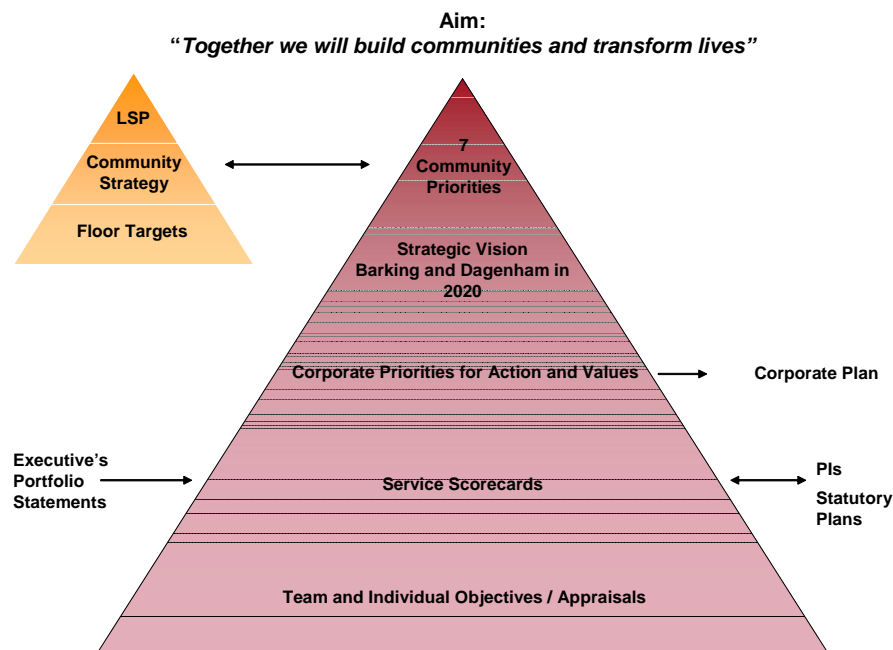 Aim:
“Together we will build communities and transform lives”
LSP
Community
Strategy
Floor Targets
7
Community
Priorities
Strategic Vision
Barking and Dagenham in
2020
Corporate Priorities for Action and Values
Corporate Plan
Executive’s
Portfolio
Statements
Service Scorecards
PIs
Statutory
Plans
Team and Individual Objectives / Appraisals